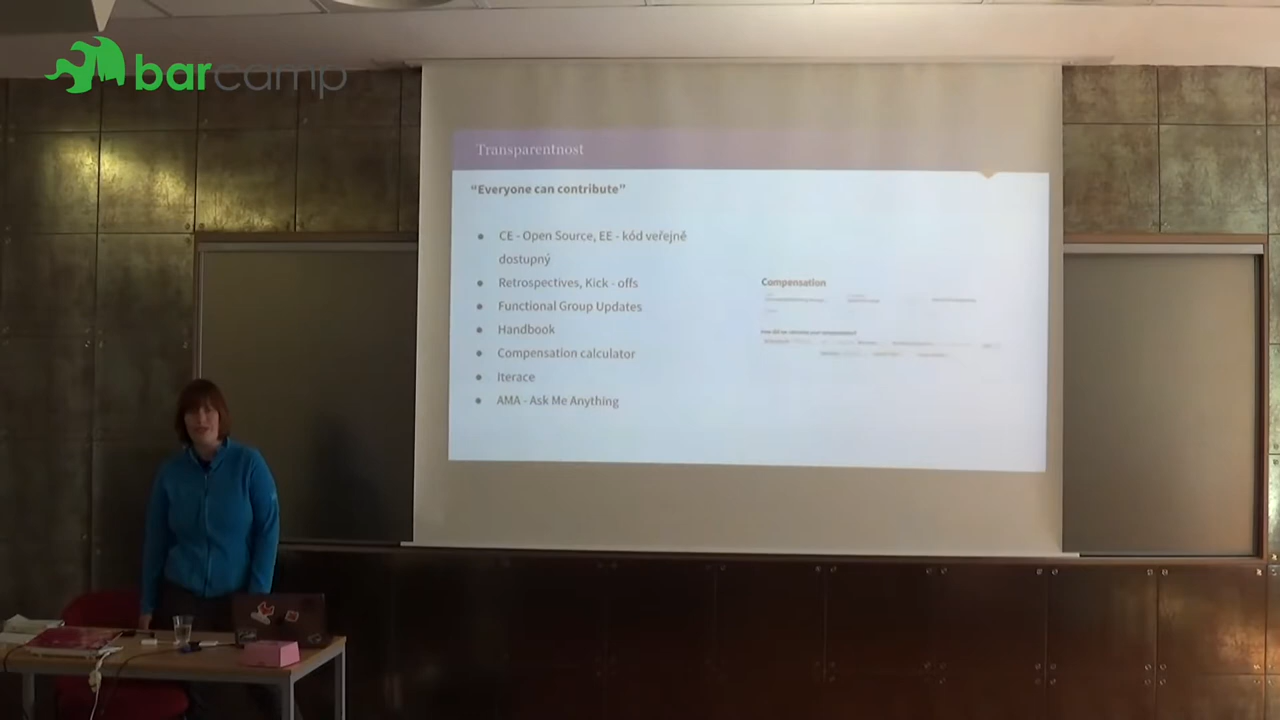 barcamp
Transparentnost
"Everyone can contribute"
CE - Open Source, EE - kód veřejně
dostupný
Retrospectives, Kick - offs
Functional Group Updates
Handbook
Compensation calculator
Iterace
AMA - Ask Me Anything
Compensation